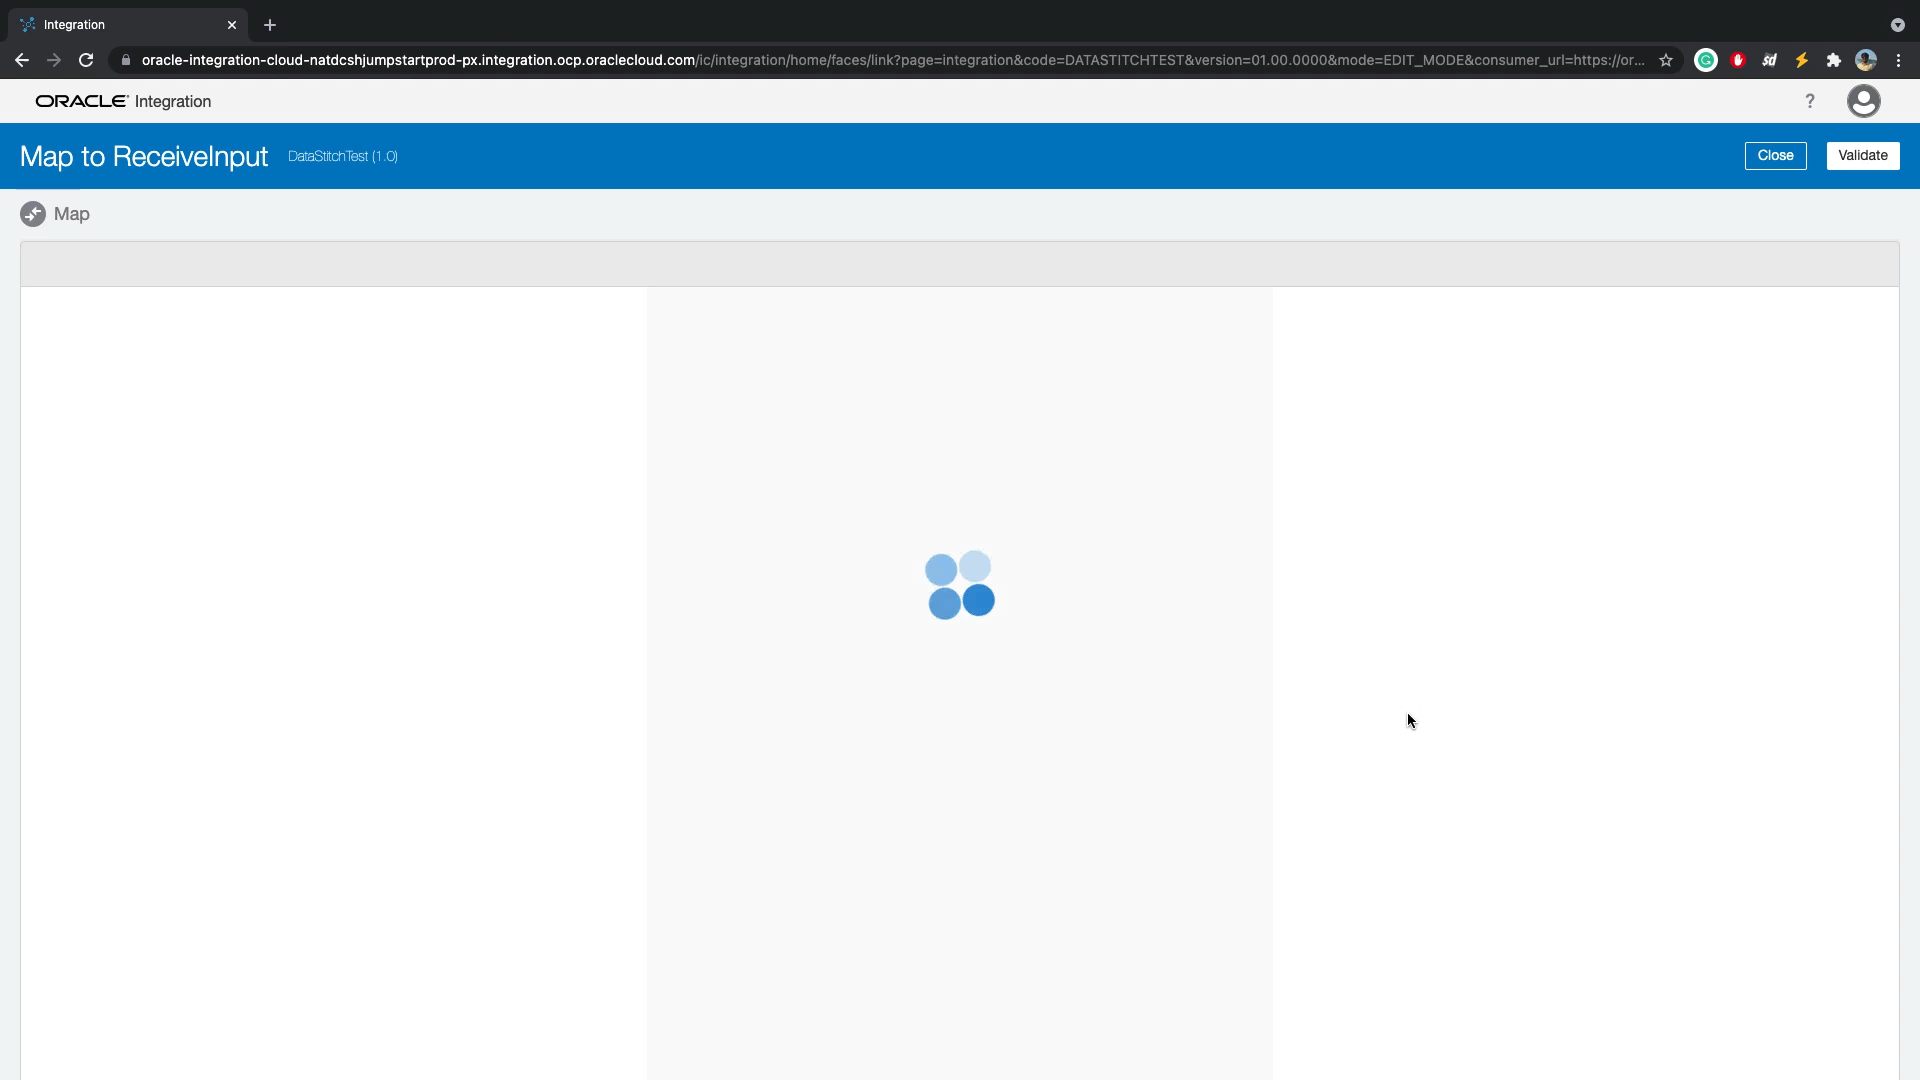 Integration
oracle-integration-cloud-natdcshjumpstartprod-px.integration.ocp.oraclecloud.com/ic/integration/home/faces/link?page=integration&code=DATASTITCHTEST&version=01.00.0000&mode=EDIT_MODE&consumer_url=https://or...
sd
ORACLE Integration
?
Map to ReceiveInput DataStitchTest (1.0)
Close Validate
Map